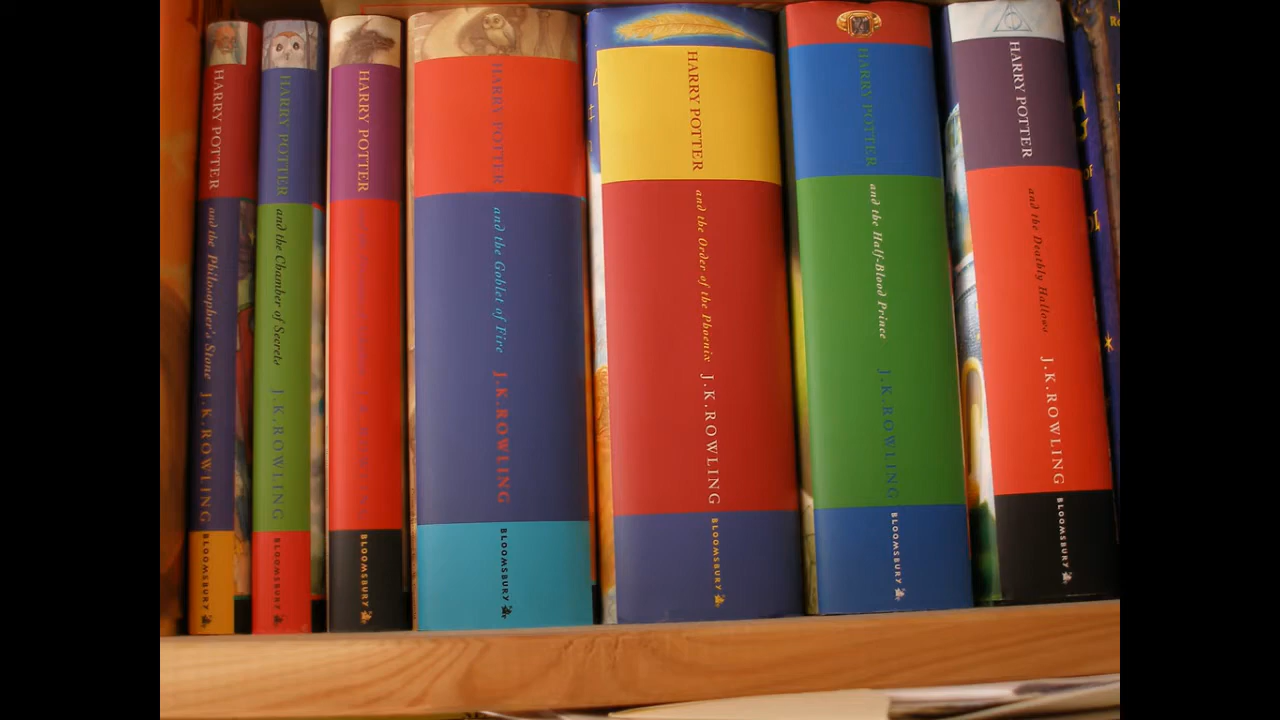 HARRY POTTER and the Philosopher's Stone J.K.ROWLING BLOOMSBURY
HARRY POTTER and the Chamber of Secrets J.K.ROWLING BLOOMSBURY
HARRY POTTER BLOOMSBURY
HARRY POTTER and the Goblet of Fire J.K.ROWLING BLOOMSBURY
HARRY POTTER and the Order of the Phoenix J.K.ROWLING BLOOMSBURY
HARRY POTTER and the Half-Blood Prince J.K.ROWLING BLOOMSBURY
HARRY POTTER and the Deathly Hallows J.K.ROWLING BLOOMSBURY